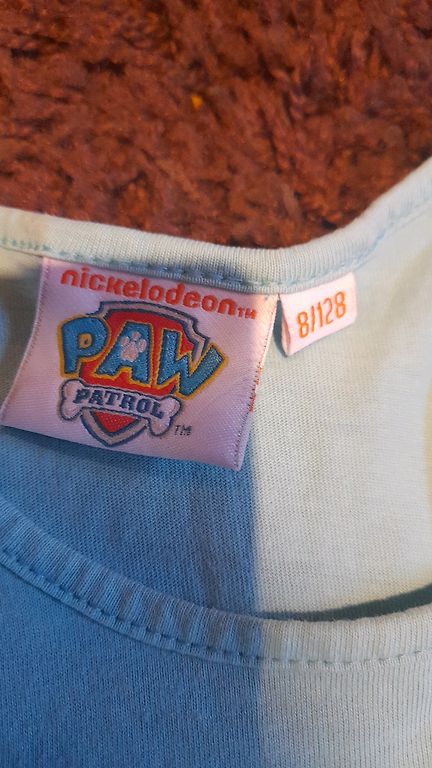 nickelodeon™
PAW
PATROL
TM
8/128